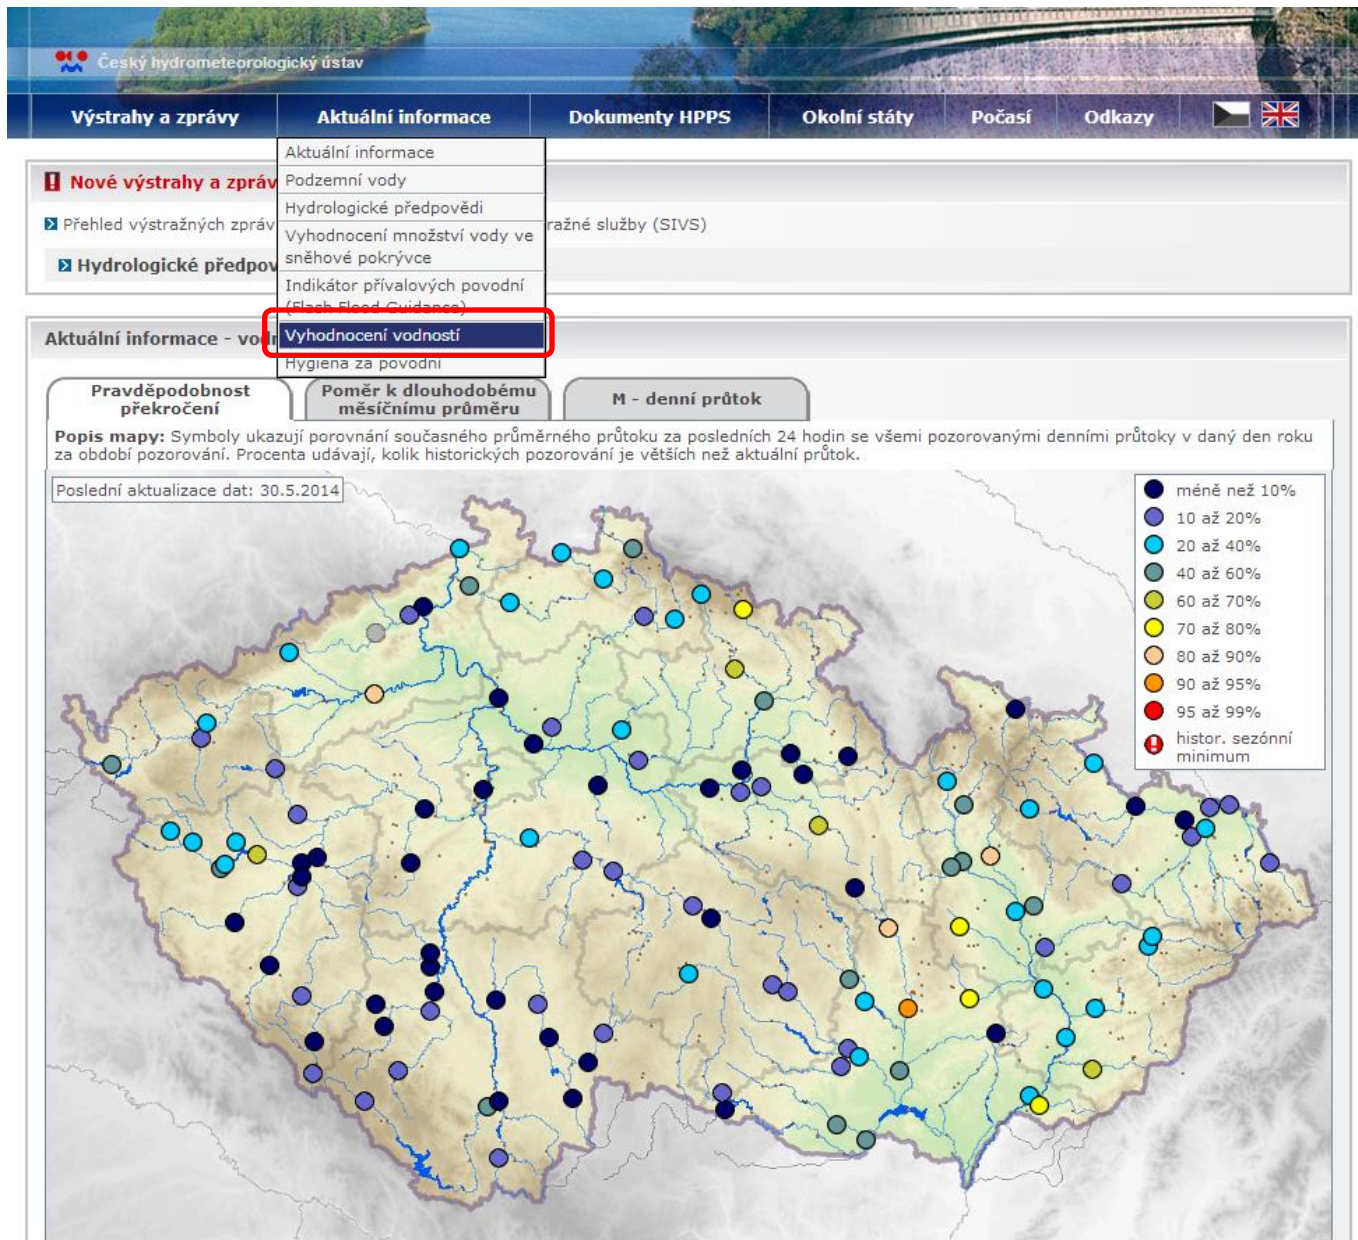 Český hydrometeorologický ústav
Výstrahy a zprávy Aktuální informace Dokumenty HPPS Okolní státy Počasí Odkazy
Aktuální informace
Podzemní vody
Hydrologické předpovědi
Vyhodnocení množství vody ve
sněhové pokrývce
Indikátor přívalových povodní
(Flash Flood Guidance)
Vyhodnocení vodností
Hygiena za povodní
Nové výstrahy a zpráv
Přehled výstražných zpráv ražné služby (SIVS)
Hydrologické předpov
Aktuální informace - vodn
Pravděpodobnost
překročení
Poměr k dlouhodobému
měsíčnímu průměru
M - denní průtok
Popis mapy: Symboly ukazují porovnání současného průměrného průtoku za posledních 24 hodin se všemi pozorovanými denními průtoky v daný den roku
za období pozorování. Procenta udávají, kolik historických pozorování je větších než aktuální průtok.
Poslední aktualizace dat: 30.5.2014
méně než 10%
10 až 20%
20 až 40%
40 až 60%
60 až 70%
70 až 80%
80 až 90%
90 až 95%
95 až 99%
histor. sezónní
minimum